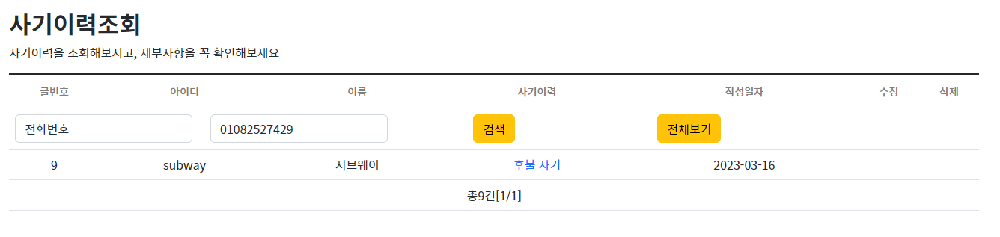 사기이력조회
사기이력을 조회해보시고, 세부사항을 꼭 확인해보세요
글번호 아이디 이름 사기이력 작성일자 수정 삭제
전화번호 01082527429 검색 전체보기
9 subway 서브웨이 후불 사기 2023-03-16
총9건[1/1]